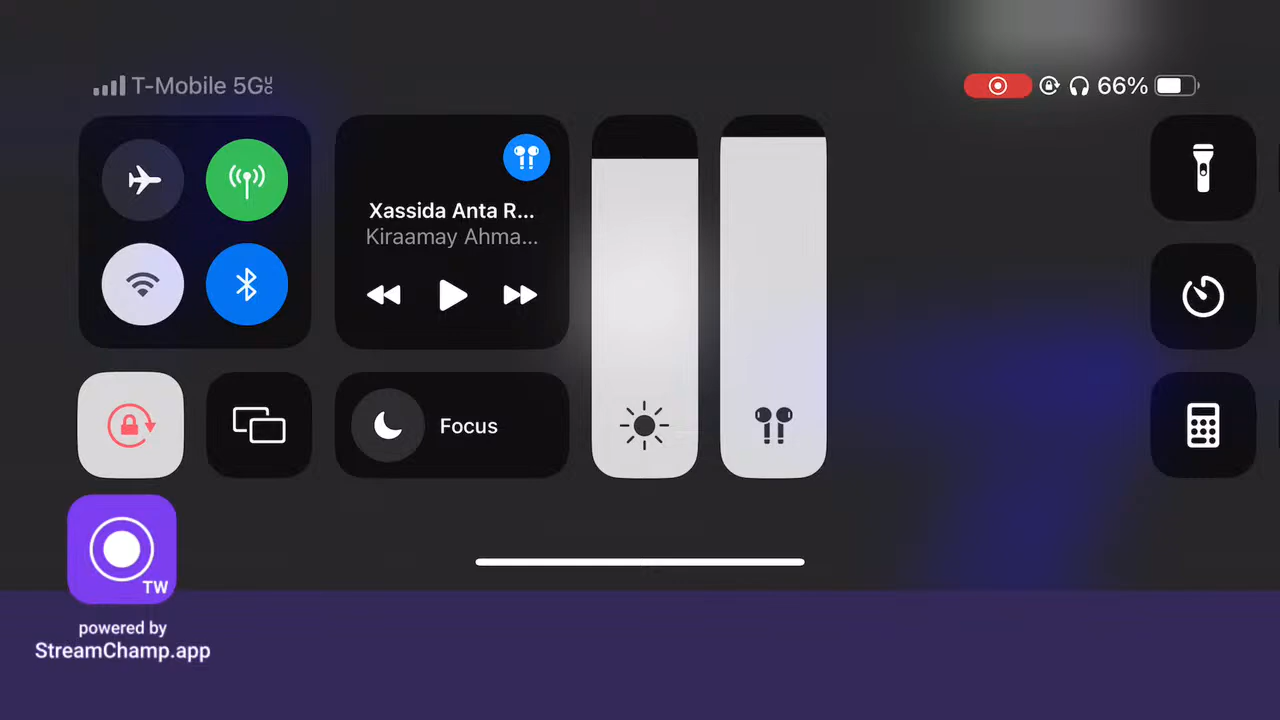 T-Mobile 5G
66%
Xassida Anta R...
Kiraamay Ahma...
Focus
TW
powered by
StreamChamp.app